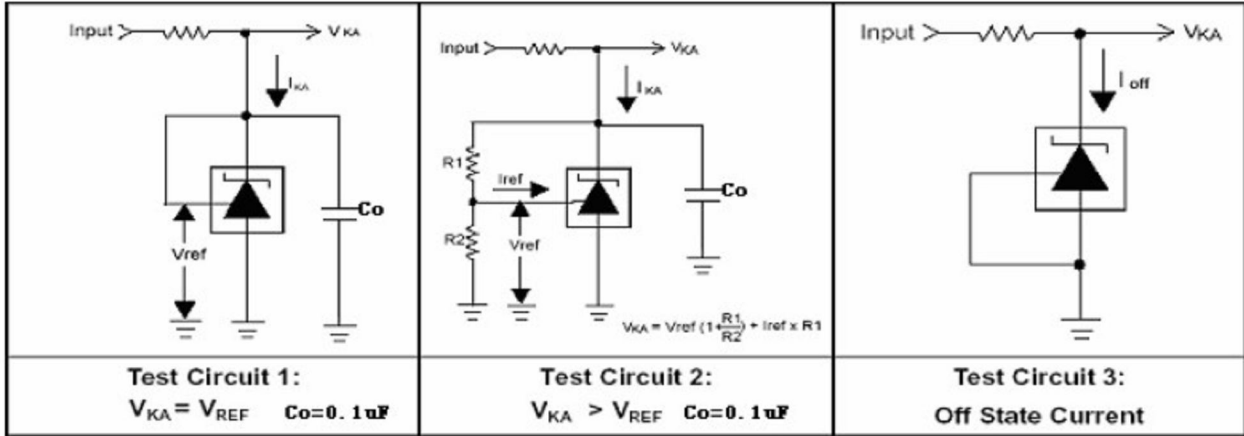 Input
VKA
IKA
Vref
Co
Test Circuit 1:
VKA = VREF Co=0.1uF
Input
VKA
IKA
R1
Iref
R2
Vref
Co
VKA = Vref (1+R1/R2) + Iref x R1
Test Circuit 2:
VKA > VREF Co=0.1uF
Input
VKA
I off
Test Circuit 3:
Off State Current